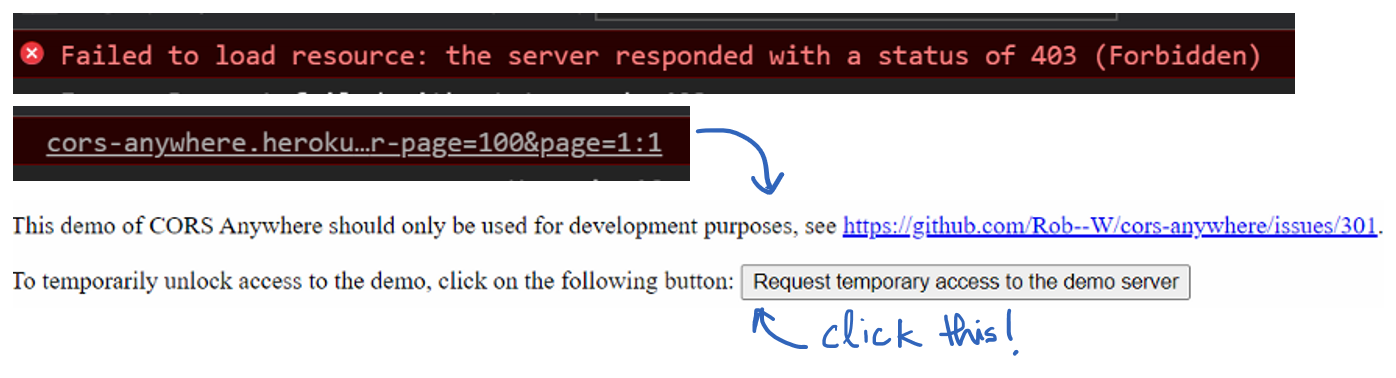 Failed to load resource: the server responded with a status of 403 (Forbidden)
cors-anywhere.heroku…r-page=100&page=1:1
This demo of CORS Anywhere should only be used for development purposes, see https://github.com/Rob--W/cors-anywhere/issues/301.
To temporarily unlock access to the demo, click on the following button: Request temporary access to the demo server
click this!